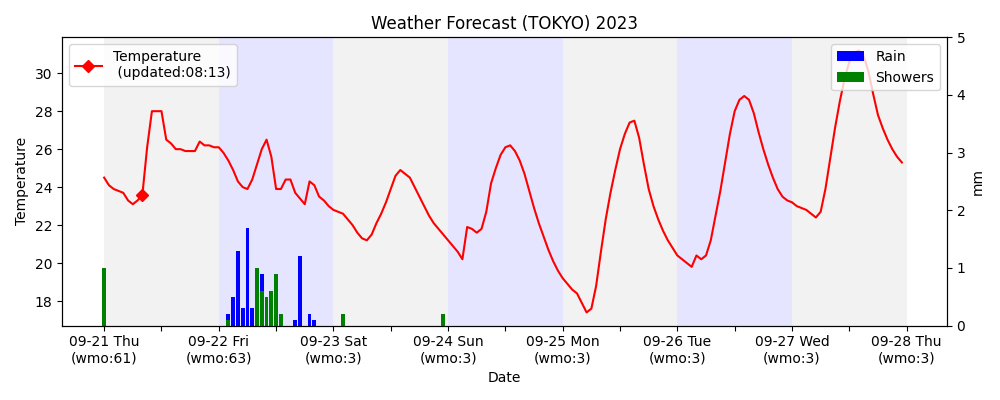 Weather Forecast (TOKYO) 2023
Temperature
(updated:08:13)
Rain
Showers
30
28
26
24
22
20
18
Temperature
5
4
3
2
1
0
mm
09-21 Thu
(wmo:61)
09-22 Fri
(wmo:63)
09-23 Sat
(wmo:3)
09-24 Sun
(wmo:3)
09-25 Mon
(wmo:3)
09-26 Tue
(wmo:3)
09-27 Wed
(wmo:3)
09-28 Thu
(wmo:3)
Date